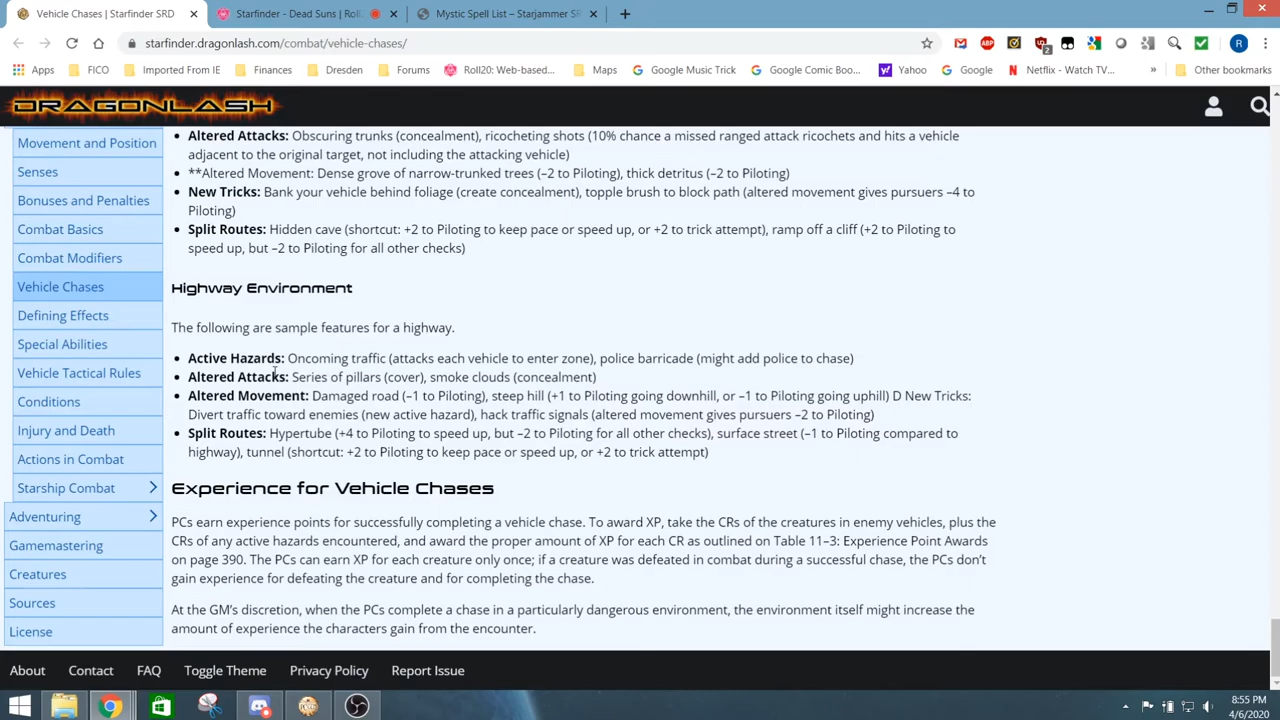 Vehicle Chases | Starfinder SRD
Starfinder - Dead Suns | Roll
Mystic Spell List – Starjammer SR
starfinder.dragonlash.com/combat/vehicle-chases/
ABP
2
R
Apps
FICO
Imported From IE
Finances
Dresden
Forums
Roll20: Web-based...
Maps
Google Music Trick
Google Comic Boo...
Yahoo
Google
Netflix - Watch TV...
»
Other bookmarks
DRAGONLASH
Movement and Position
Senses
Bonuses and Penalties
Combat Basics
Combat Modifiers
Vehicle Chases
Defining Effects
Special Abilities
Vehicle Tactical Rules
Conditions
Injury and Death
Actions in Combat
Starship Combat
Adventuring
Gamemastering
Creatures
Sources
License
• Altered Attacks: Obscuring trunks (concealment), ricocheting shots (10% chance a missed ranged attack ricochets and hits a vehicle
adjacent to the original target, not including the attacking vehicle)
• **Altered Movement: Dense grove of narrow-trunked trees (–2 to Piloting), thick detritus (–2 to Piloting)
• New Tricks: Bank your vehicle behind foliage (create concealment), topple brush to block path (altered movement gives pursuers –4 to
Piloting)
• Split Routes: Hidden cave (shortcut: +2 to Piloting to keep pace or speed up, or +2 to trick attempt), ramp off a cliff (+2 to Piloting to
speed up, but –2 to Piloting for all other checks)
Highway Environment
The following are sample features for a highway.
• Active Hazards: Oncoming traffic (attacks each vehicle to enter zone), police barricade (might add police to chase)
• Altered Attacks: Series of pillars (cover), smoke clouds (concealment)
• Altered Movement: Damaged road (–1 to Piloting), steep hill (+1 to Piloting going downhill, or –1 to Piloting going uphill) D New Tricks:
Divert traffic toward enemies (new active hazard), hack traffic signals (altered movement gives pursuers –2 to Piloting)
• Split Routes: Hypertube (+4 to Piloting to speed up, but –2 to Piloting for all other checks), surface street (–1 to Piloting compared to
highway), tunnel (shortcut: +2 to Piloting to keep pace or speed up, or +2 to trick attempt)
Experience for Vehicle Chases
PCs earn experience points for successfully completing a vehicle chase. To award XP, take the CRs of the creatures in enemy vehicles, plus the
CRs of any active hazards encountered, and award the proper amount of XP for each CR as outlined on Table 11–3: Experience Point Awards
on page 390. The PCs can earn XP for each creature only once; if a creature was defeated in combat during a successful chase, the PCs don't
gain experience for defeating the creature and for completing the chase.
At the GM's discretion, when the PCs complete a chase in a particularly dangerous environment, the environment itself might increase the
amount of experience the characters gain from the encounter.
About
Contact
FAQ
Toggle Theme
Privacy Policy
Report Issue
8:55 PM
4/6/2020